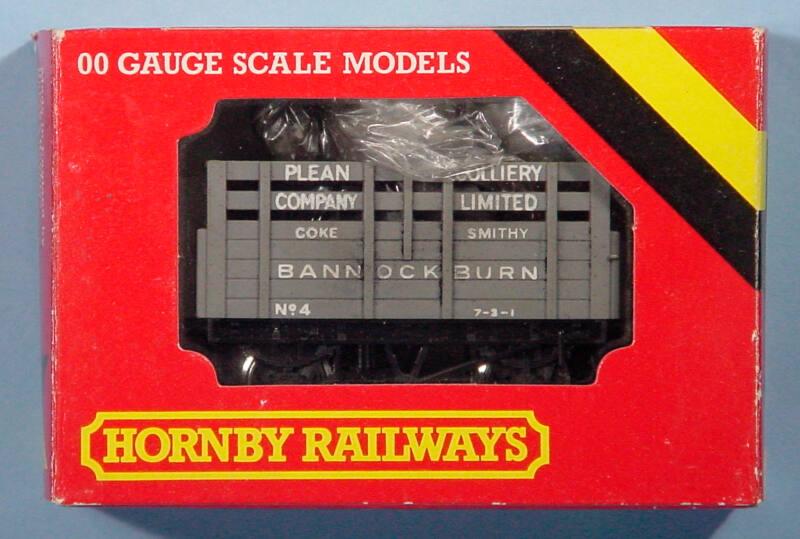 00 GAUGE SCALE MODELS
PLEAN COLLIERY
COMPANY LIMITED
COKE SMITHY
BANNOCKBURN
Nº4 7-3-1
HORNBY RAILWAYS